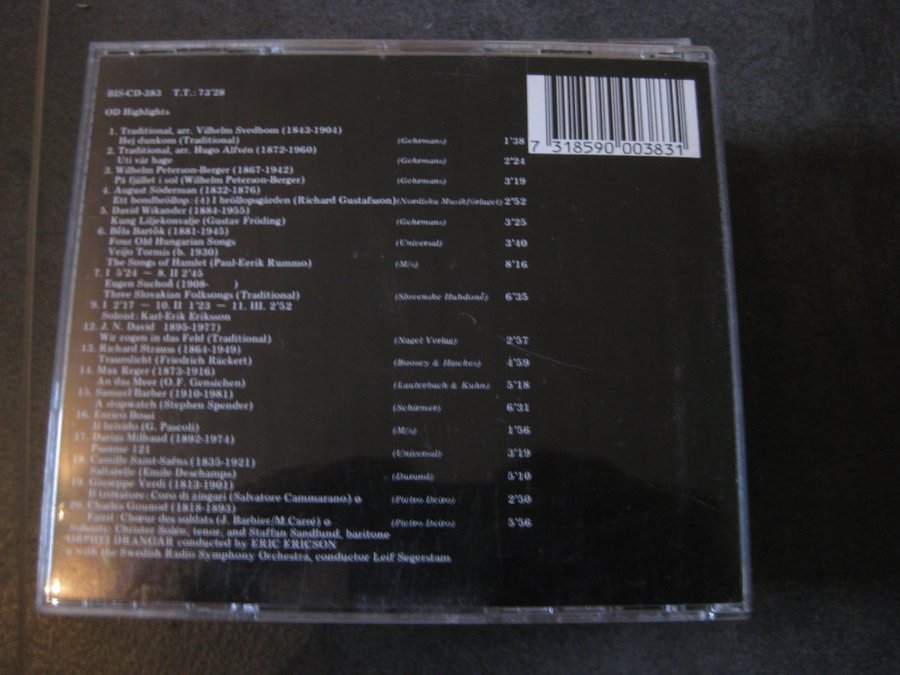 BIS-CD-383 T.T.: 73'28
7 318590 003831
OD Highlights
1. Traditional, arr. Vilhelm Svedbom (1843-1904)
Hej dunkom (Traditional) (Gehrmans) 1'38
2. Traditional, arr. Hugo Alfvén (1872-1960)
Uti vår hage (Gehrmans) 2'24
3. Wilhelm Peterson-Berger (1867-1942)
På fjället i sol (Wilhelm Peterson-Berger) (Gehrmans) 3'19
4. August Söderman (1832-1876)
Ett bondbröllop: (4) I bröllopsgården (Richard Gustafsson) (Nordiska Musikförlaget) 2'52
5. David Wikander (1884-1955)
Kung Liljekonvalje (Gustav Fröding) (Gehrmans) 3'25
6. Béla Bartók (1881-1945)
Four Old Hungarian Songs (Universal) 3'40
Veijo Tormis (b. 1930)
The Songs of Hamlet (Paul-Eerik Rummo) (M/s) 8'16
7. I 5'24 – 8. II 2'45
Eugen Suchoň (1908- )
Three Slovakian Folksongs (Traditional) (Slovenske 6'35
9. I 2'17 – 10. II 1'23 – 11. III. 2'52
Soloist: Karl-Erik Eriksson
12. J. N. David 1895-1977)
Wir zogen in das Feld (Traditional) (Nagel Verlag) 2'57
13. Richard Strauss (1864-1949)
Traumlicht (Friedrich Rückert) (Boosey & Hawkes) 4'59
14. Max Reger (1873-1916)
An das Meer (O.F. Gensichen) (Lauterbach & Kuhn) 5'18
15. Samuel Barber (1910-1981)
A stopwatch (Stephen Spender) (Schirmer) 6'31
16. Enrico Bossi
Il brivido (G. Pascoli) (M/s) 1'56
17. Darius Milhaud (1892-1974)
Psaume 121 (Universal) 3'19
18. Camille Saint-Saëns (1835-1921)
Saltarelle (Emile Deschamps) (Durand) 5'10
19. Giuseppe Verdi (1813-1901)
Il trovatore: Coro di zingari (Salvatore Cammarano) ø (Pietro Deiro) 2'50
20. Charles Gounod (1818-1893)
Faust: Chœur des soldats (J. Barbier/M.Carré) ø (Pietro Deiro) 5'56
Soloists: Christer Solén, tenor, and Staffan Sandlund, baritone
ORPHEI DRÄNGAR conducted by ERIC ERICSON
ø with the Swedish Radio Symphony Orchestra, conductor Leif Segerstam